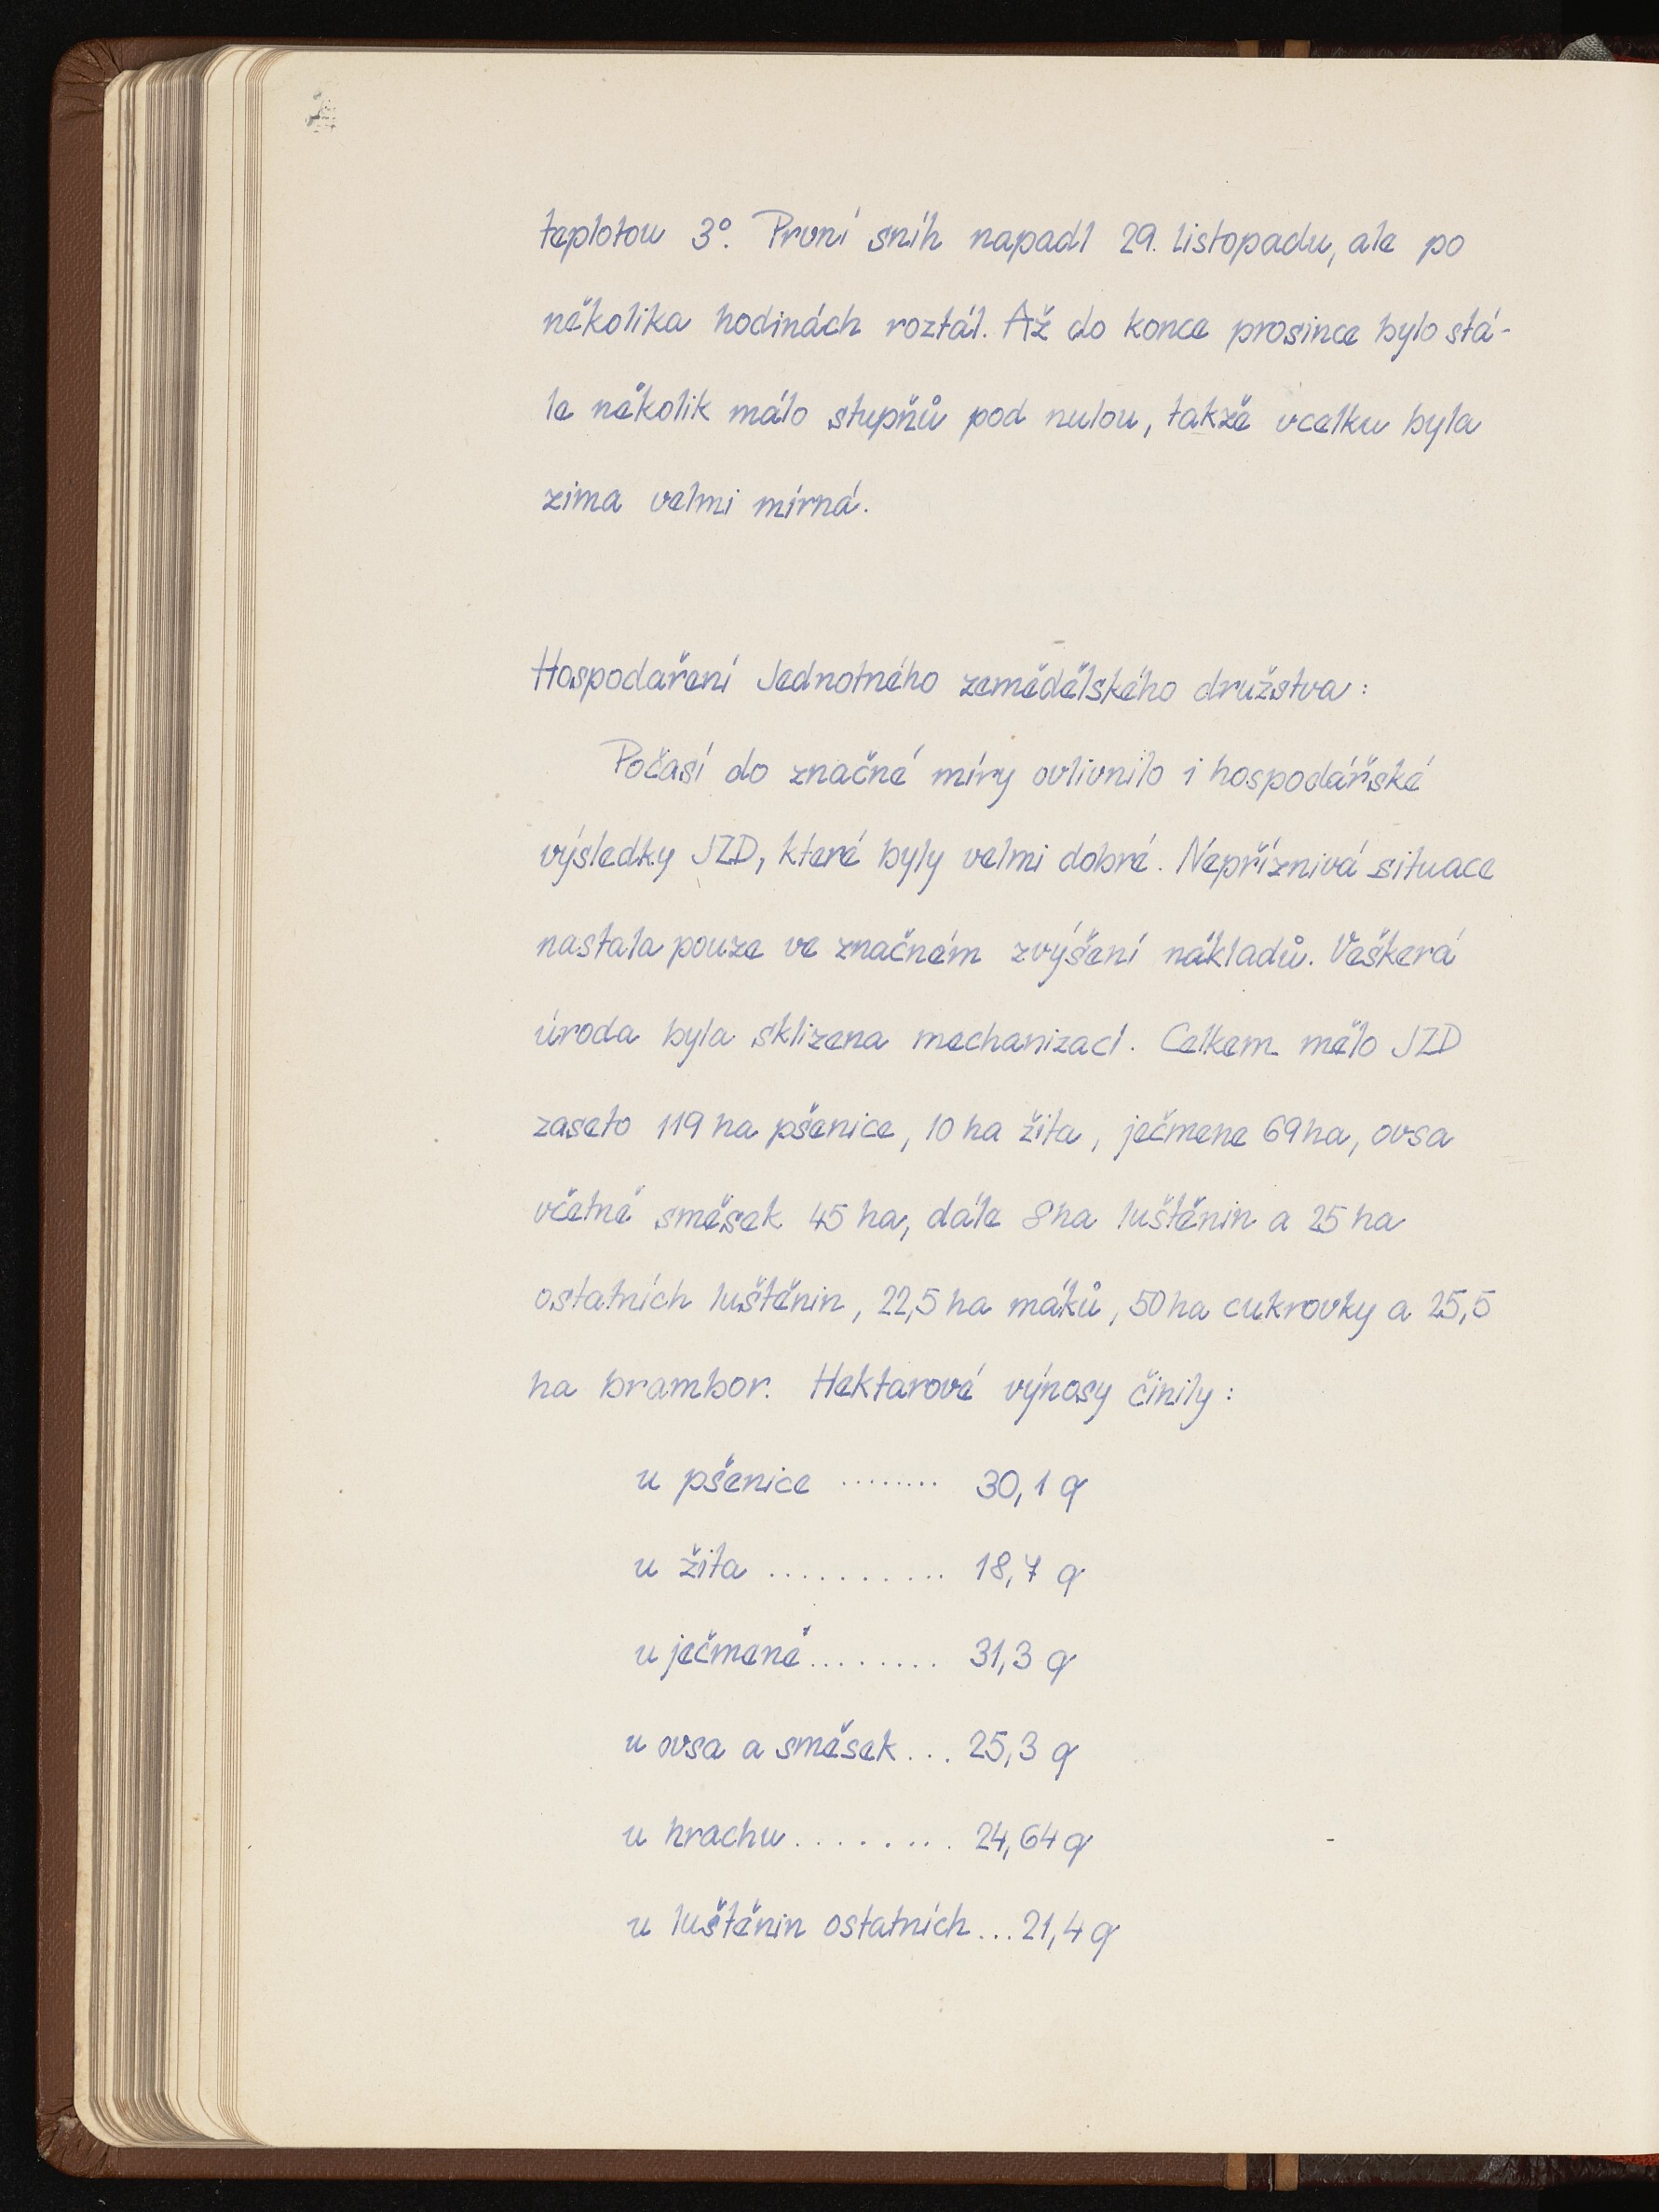 teplotou 3°. První sníh napadl 29. listopadu, ale po
několika hodinách roztál. Až do konce prosince bylo stá-
le několik málo stupňů pod nulou, takže vcelku byla
zima velmi mírná.
Hospodaření Jednotného zemědělského družstva:
Počasí do značné míry ovlivnilo i hospodářské
výsledky JZD, které byly velmi dobré. Nepříznivá situace
nastala pouze ve značném zvýšení nákladů. Veškerá
úroda byla sklizena mechanizací. Celkem mělo JZD
zaseto 119 ha pšenice, 10 ha žita, ječmene 69 ha, ovsa
včetně směsek 45 ha, dále 8 ha luštěnin a 25 ha
ostatních luštěnin, 22,5 ha máků, 50 ha cukrovky a 25,5
ha brambor. Hektarové výnosy činily:
u pšenice ........ 30,1 q
u žita ........... 18,7 q
u ječmene ........ 31,3 q
u ovsa a směsek ... 25,3 q
u hrachu ......... 24,64 q
u luštěnin ostatních ... 21,4 q